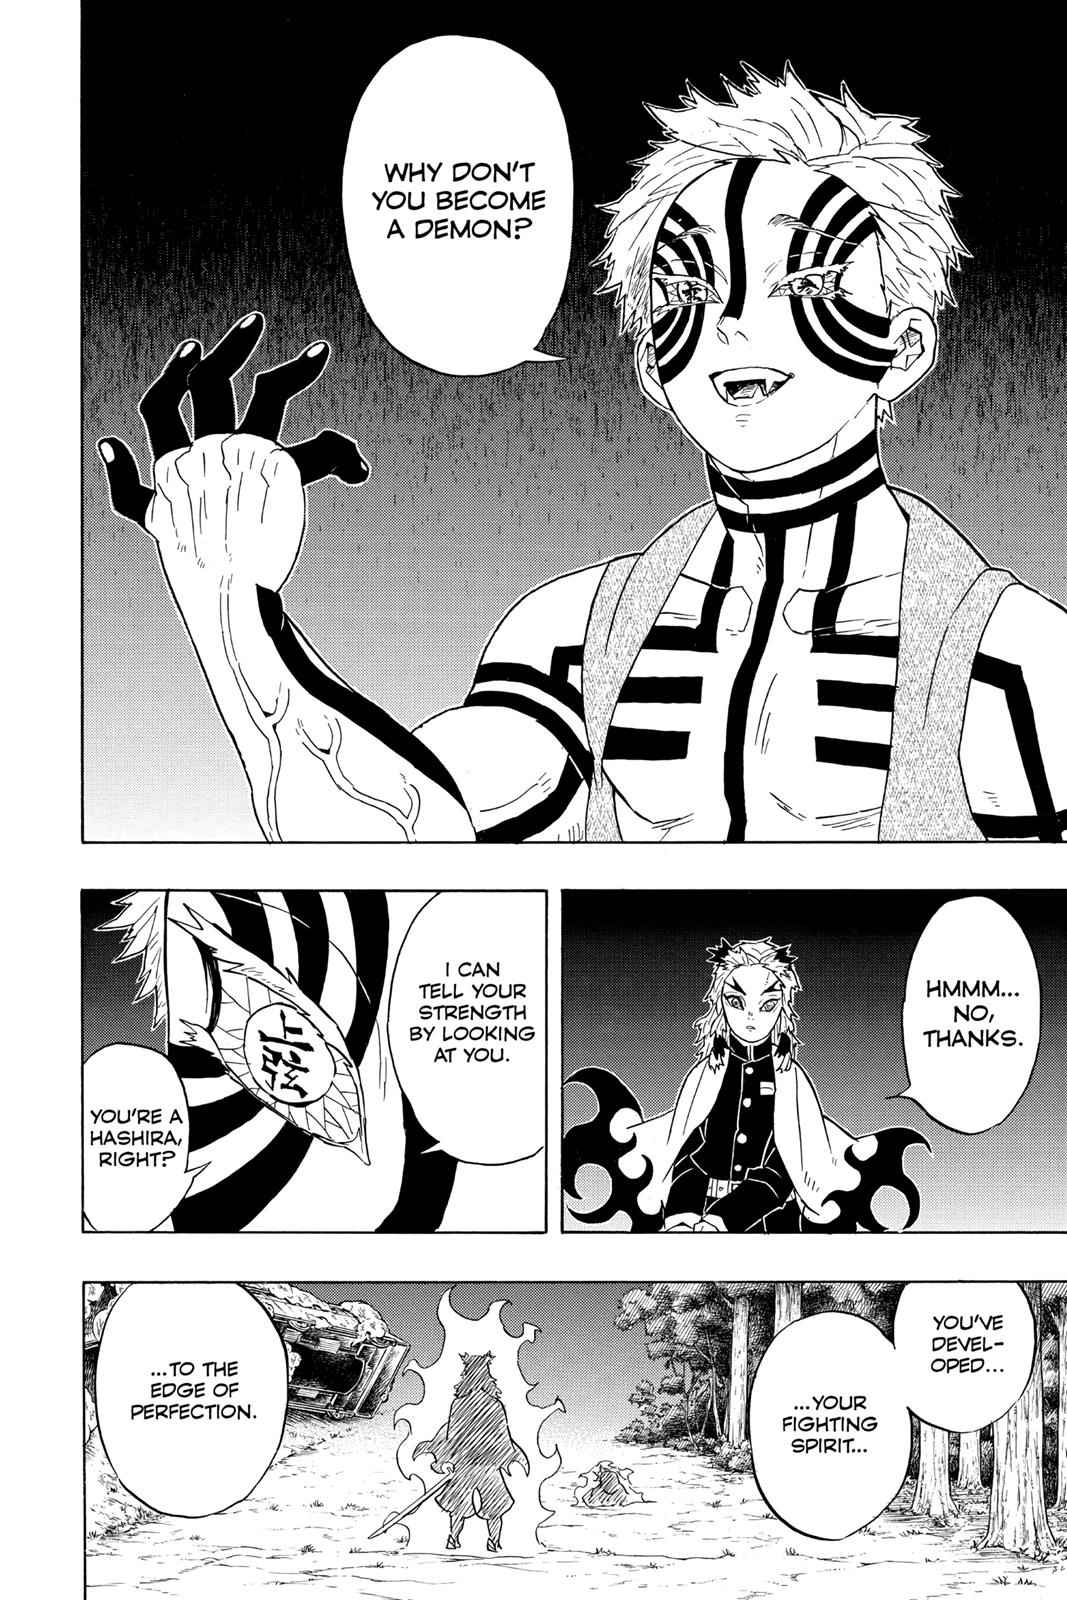 WHY DON'T
YOU BECOME
A DEMON?
HMMM...
NO,
THANKS.
I CAN
TELL YOUR
STRENGTH
BY LOOKING
AT YOU.
YOU'RE A
HASHIRA,
RIGHT?
YOU'VE
DEVEL-
OPED...
...YOUR
FIGHTING
SPIRIT...
...TO THE
EDGE OF
PERFECTION.